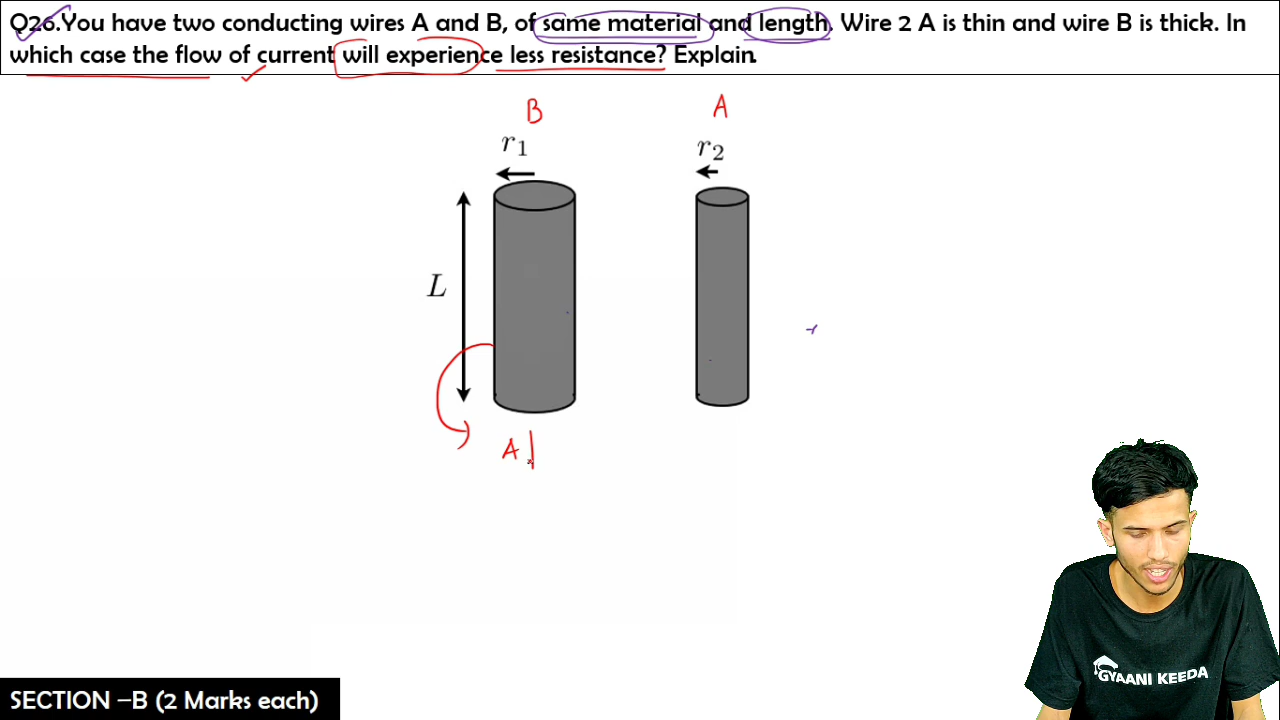 Q26.You have two conducting wires A and B, of same material and length. Wire 2 A is thin and wire B is thick. In
which case the flow of current will experience less resistance? Explain.
B
A
r1
r2
L
A
GYAANI KEEDA
SECTION –B (2 Marks each)